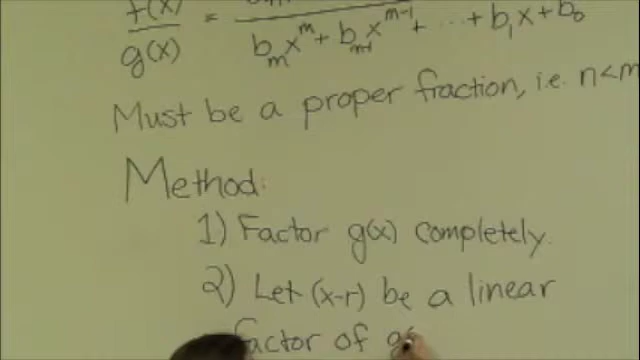 f(x)
g(x) =
b_m x^m + b_{m-1} x^{m-1} + ... + b_1 x + b_0
Must be a proper fraction, i.e. n<m
Method:
1) Factor g(x) completely.
2) Let (x-r) be a linear
factor of